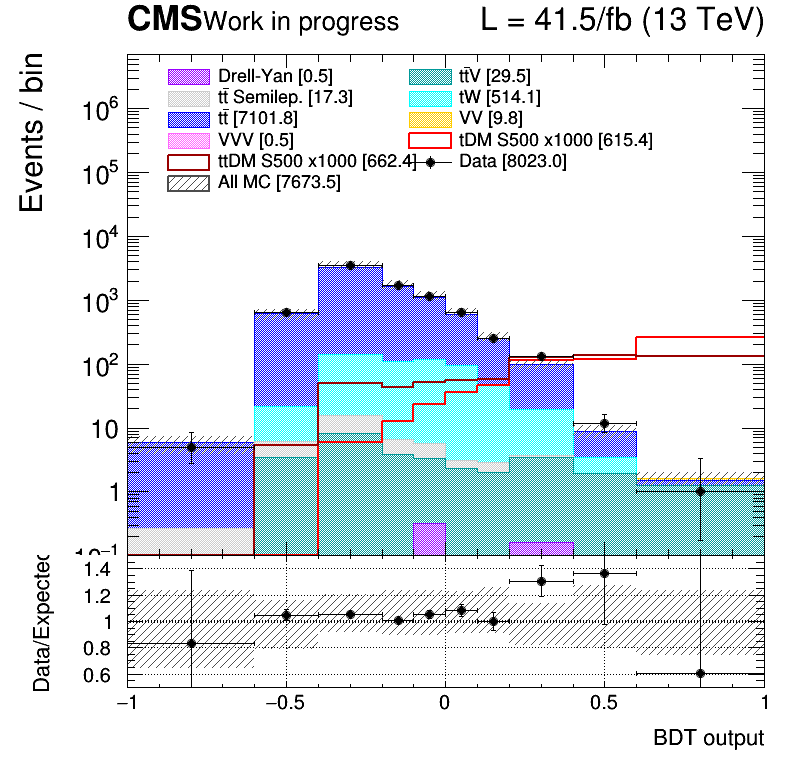 CMS Work in progress L = 41.5/fb (13 TeV)
Events / bin
Drell-Yan [0.5] tt̄V [29.5]
tt̄ Semilep. [17.3] tW [514.1]
tt̄ [7101.8] VV [9.8]
VVV [0.5] tDM S500 x1000 [615.4]
ttDM S500 x1000 [662.4] Data [8023.0]
All MC [7673.5]
10⁶
10⁵
10⁴
10³
10²
10
1
10⁻¹
Data/Expected
1.4
1.2
1
0.8
0.6
−1 −0.5 0 0.5 1
BDT output